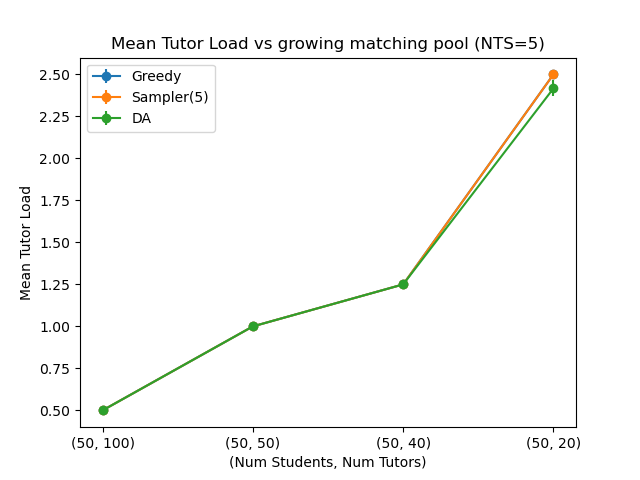 Mean Tutor Load vs growing matching pool (NTS=5)
Greedy
Sampler(5)
DA
Mean Tutor Load
2.50
2.25
2.00
1.75
1.50
1.25
1.00
0.75
0.50
(50, 100) (50, 50) (50, 40) (50, 20)
(Num Students, Num Tutors)